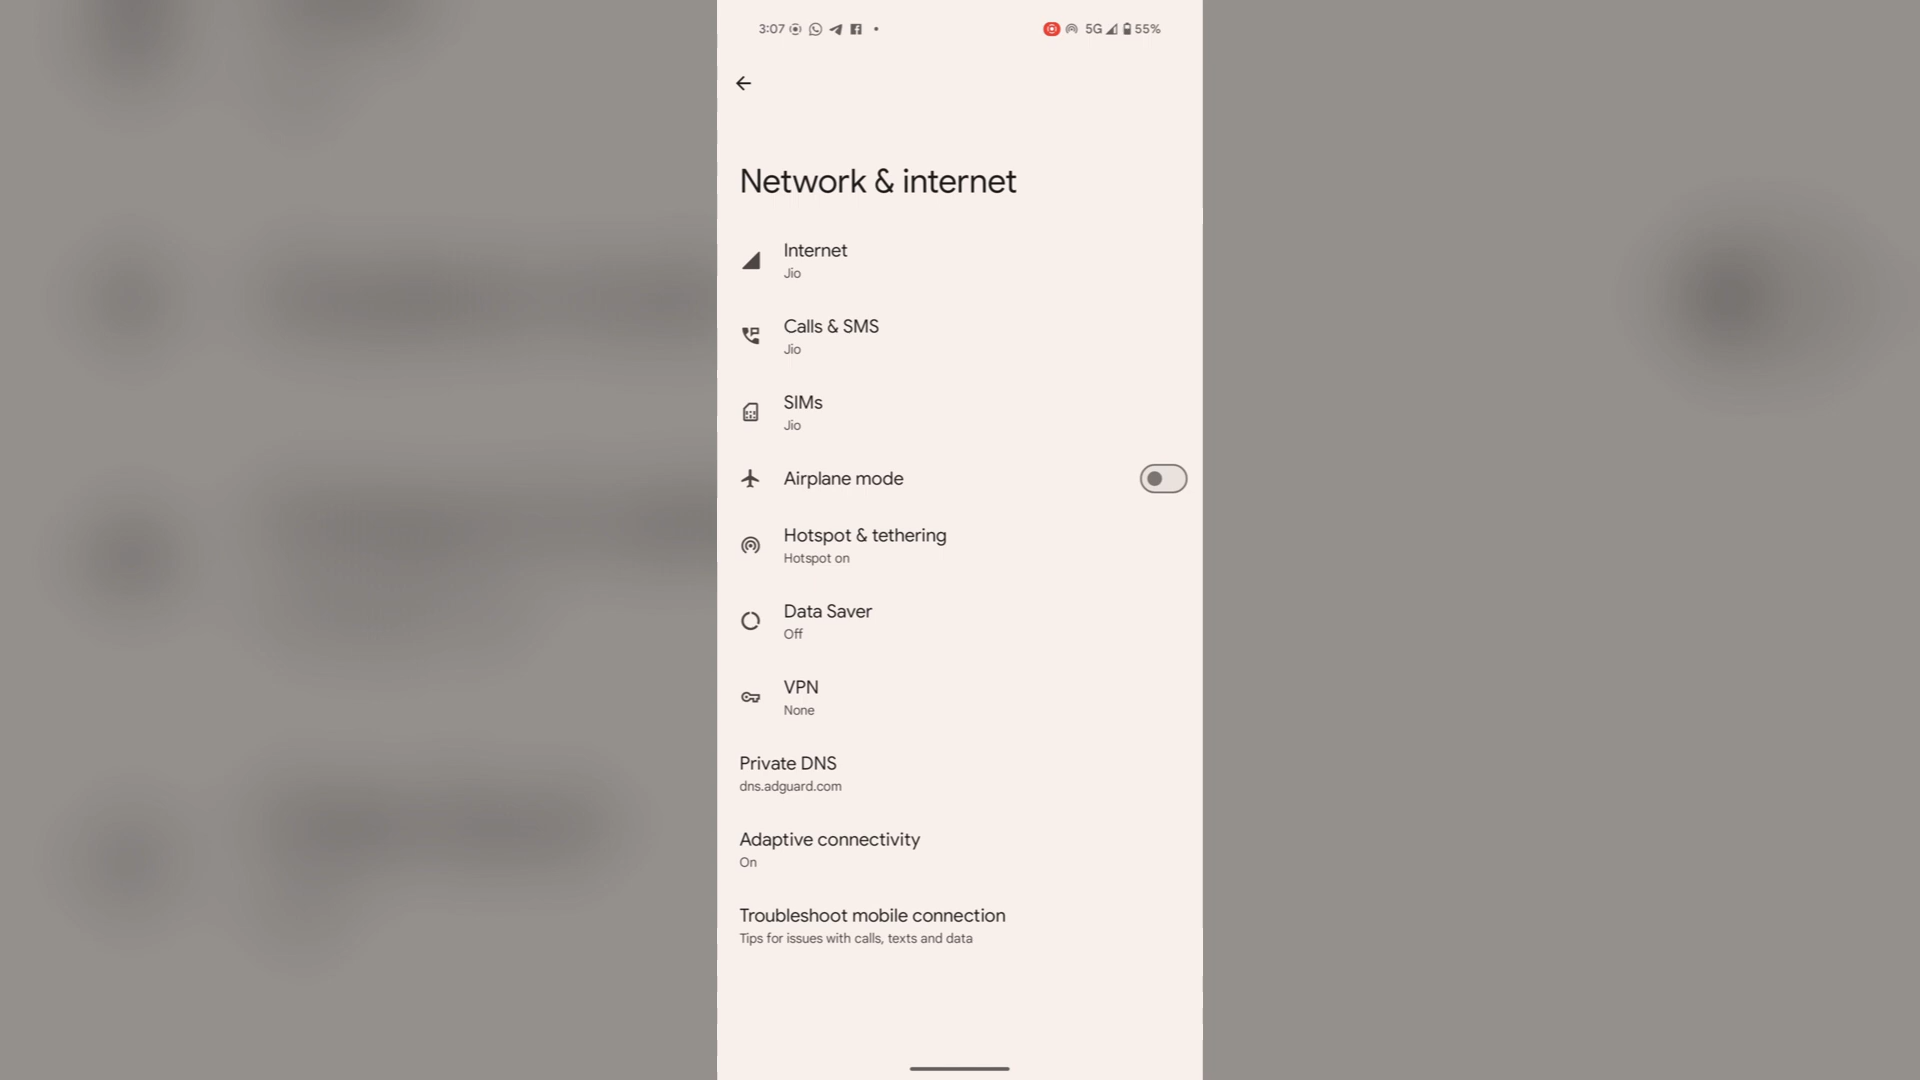 3:07 5G 55%
Network & internet
Internet
Jio
Calls & SMS
Jio
SIMs
Jio
Airplane mode
Hotspot & tethering
Hotspot on
Data Saver
Off
VPN
None
Private DNS
dns.adguard.com
Adaptive connectivity
On
Troubleshoot mobile connection
Tips for issues with calls, texts and data